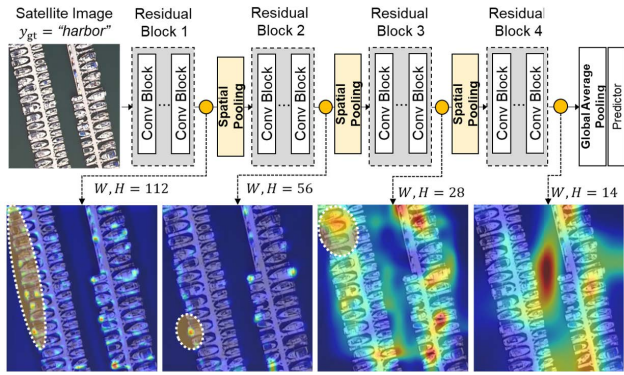 Satellite Image
y_gt = "harbor"
Residual
Block 1
Residual
Block 2
Residual
Block 3
Residual
Block 4
Conv Block
...
Conv Block
Spatial
Pooling
Conv Block
...
Conv Block
Spatial
Pooling
Conv Block
...
Conv Block
Spatial
Pooling
Conv Block
...
Conv Block
Global Average
Pooling
Predictor
W, H = 112
W, H = 56
W, H = 28
W, H = 14